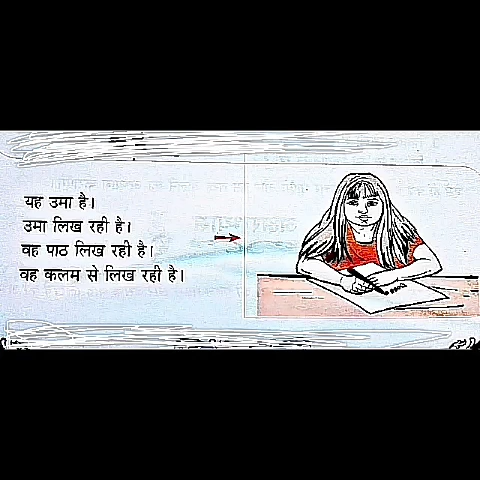 यह उमा है।
उमा लिख रही है।
वह पाठ लिख रही है।
वह कलम से लिख रही है।